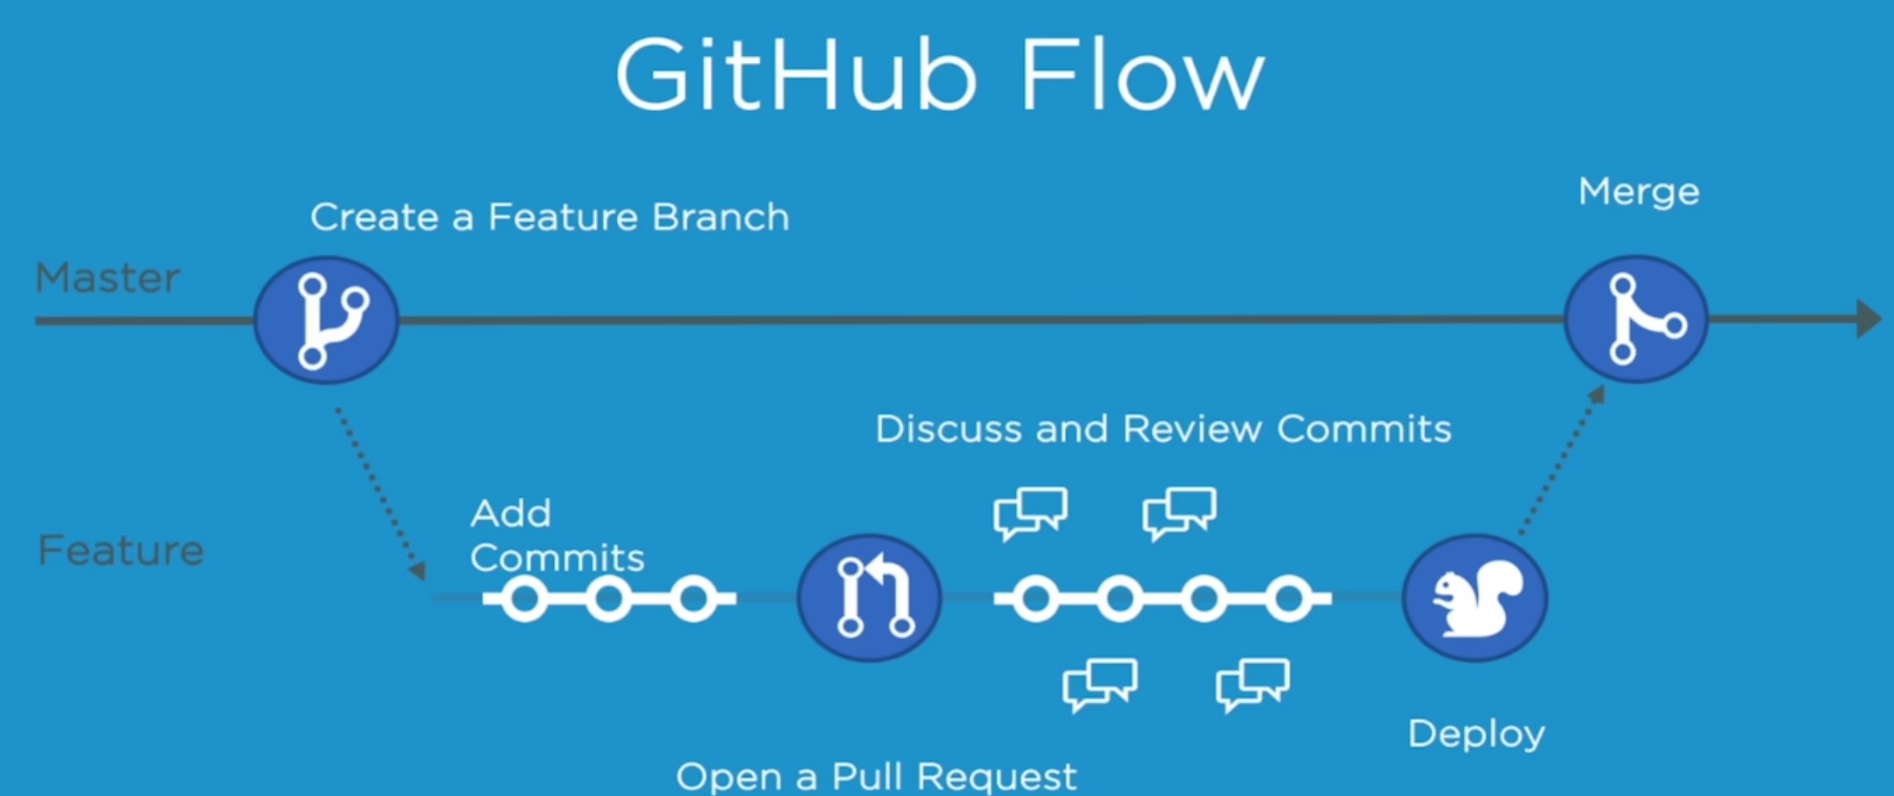 GitHub Flow
Create a Feature Branch
Merge
Master
Discuss and Review Commits
Add
Commits
Feature
Deploy
Open a Pull Request